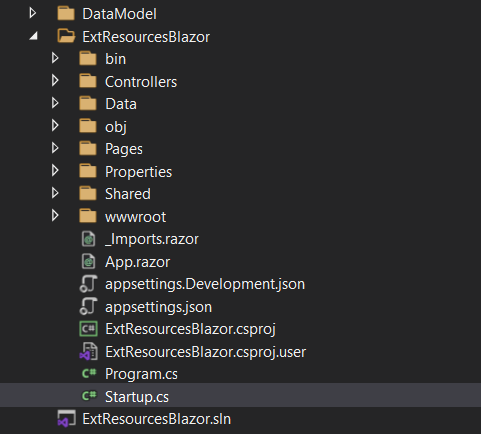 DataModel
ExtResourcesBlazor
bin
Controllers
Data
obj
Pages
Properties
Shared
wwwroot
_Imports.razor
App.razor
appsettings.Development.json
appsettings.json
ExtResourcesBlazor.csproj
ExtResourcesBlazor.csproj.user
C# Program.cs
C# Startup.cs
ExtResourcesBlazor.sln